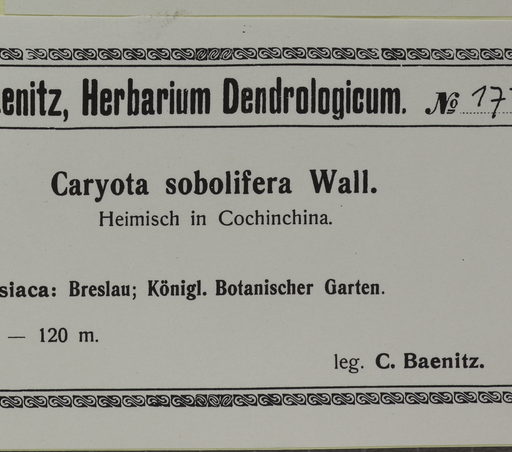 enitz, Herbarium Dendrologicum. № 17
Caryota sobolifera Wall.
Heimisch in Cochinchina.
siaca: Breslau; Königl. Botanischer Garten.
— 120 m.
leg. C. Baenitz.